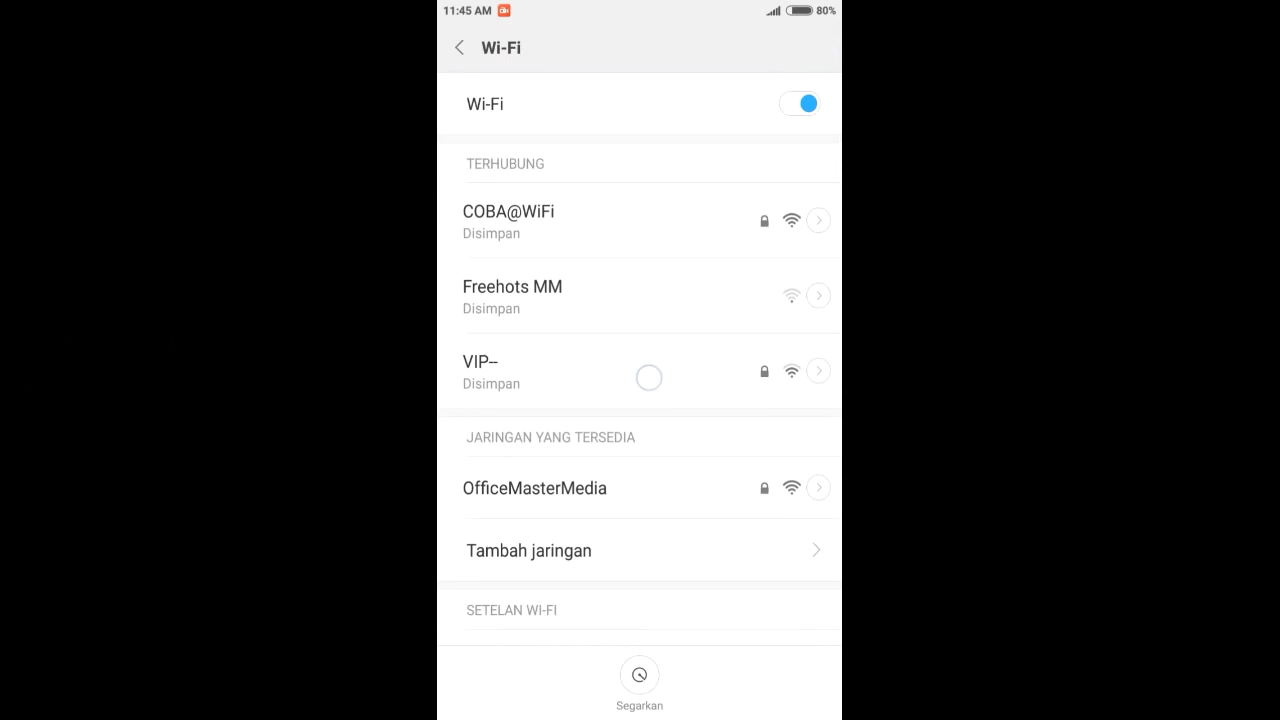 11:45 AM 80%
Wi-Fi
Wi-Fi
TERHUBUNG
COBA@WiFi
Disimpan
Freehots MM
Disimpan
VIP--
Disimpan
JARINGAN YANG TERSEDIA
OfficeMasterMedia
Tambah jaringan
SETELAN WI-FI
Segarkan